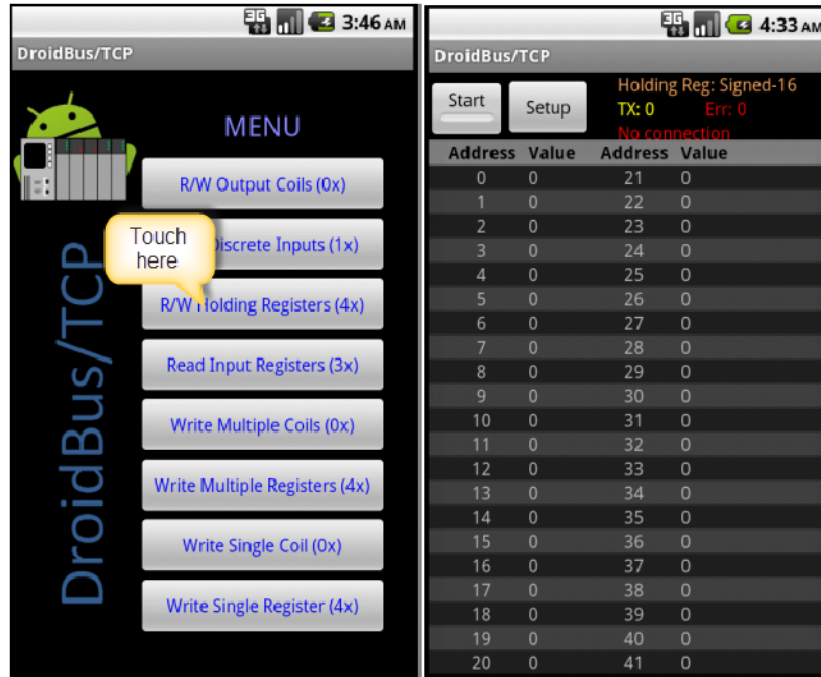 3G 3:46 AM
DroidBus/TCP
MENU
R/W Output Coils (0x)
Touch
here
Discrete Inputs (1x)
R/W Holding Registers (4x)
Read Input Registers (3x)
Write Multiple Coils (0x)
Write Multiple Registers (4x)
Write Single Coil (0x)
Write Single Register (4x)
DroidBus/TCP
3G 4:33 AM
DroidBus/TCP
Start
Setup
Holding Reg: Signed-16
TX: 0 Err: 0
No connection
Address Value Address Value
0 0 21 0
1 0 22 0
2 0 23 0
3 0 24 0
4 0 25 0
5 0 26 0
6 0 27 0
7 0 28 0
8 0 29 0
9 0 30 0
10 0 31 0
11 0 32 0
12 0 33 0
13 0 34 0
14 0 35 0
15 0 36 0
16 0 37 0
17 0 38 0
18 0 39 0
19 0 40 0
20 0 41 0